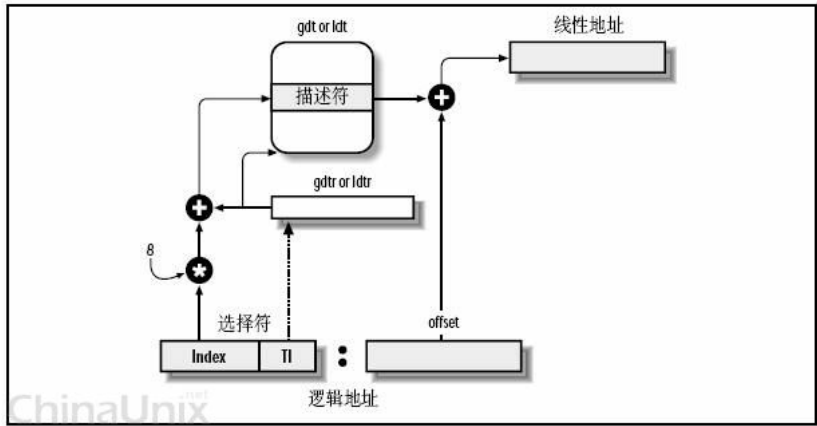 gdt or ldt
线性地址
描述符
gdtr or ldtr
8
选择符
offset
Index
TI
:
逻辑地址
ChinaUnix.net